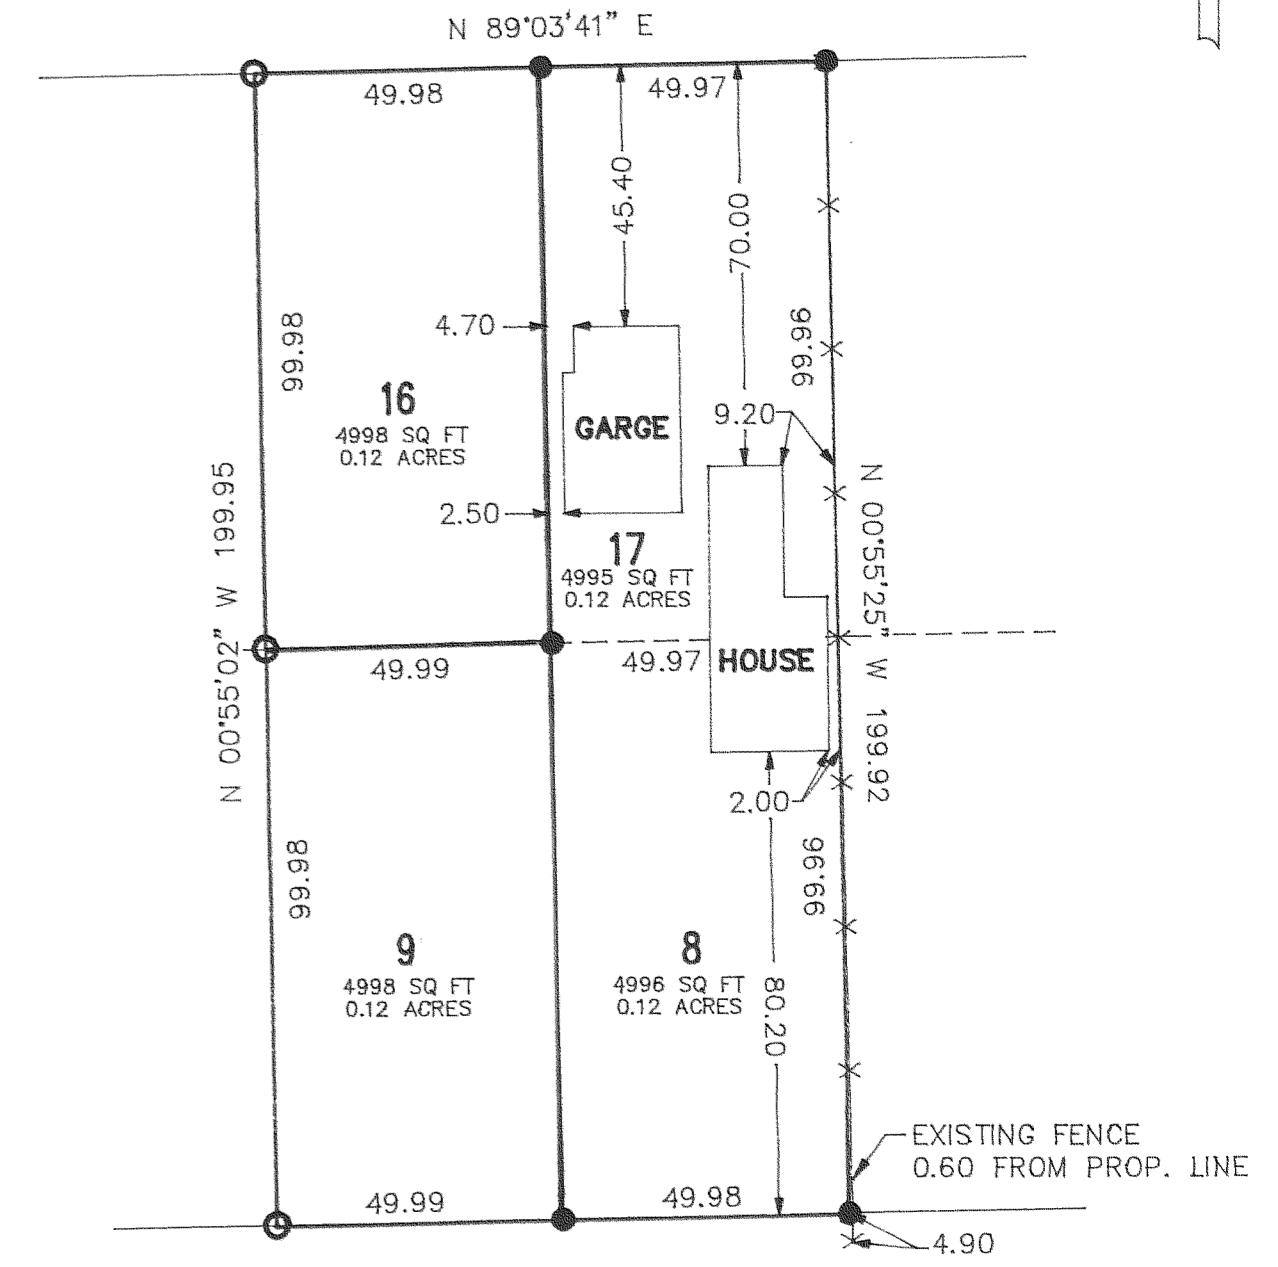 N 89°03'41" E
49.98
49.97
45.40
70.00
4.70
99.98
99.96
16
4998 SQ FT
0.12 ACRES
9.20
GARGE
N 00°55'02" W 199.95
N 00°55'25" W 199.92
2.50
17
4995 SQ FT
0.12 ACRES
49.99
49.97
HOUSE
2.00
99.98
99.96
9
4998 SQ FT
0.12 ACRES
8
4996 SQ FT
0.12 ACRES
80.20
EXISTING FENCE
0.60 FROM PROP. LINE
49.99
49.98
4.90